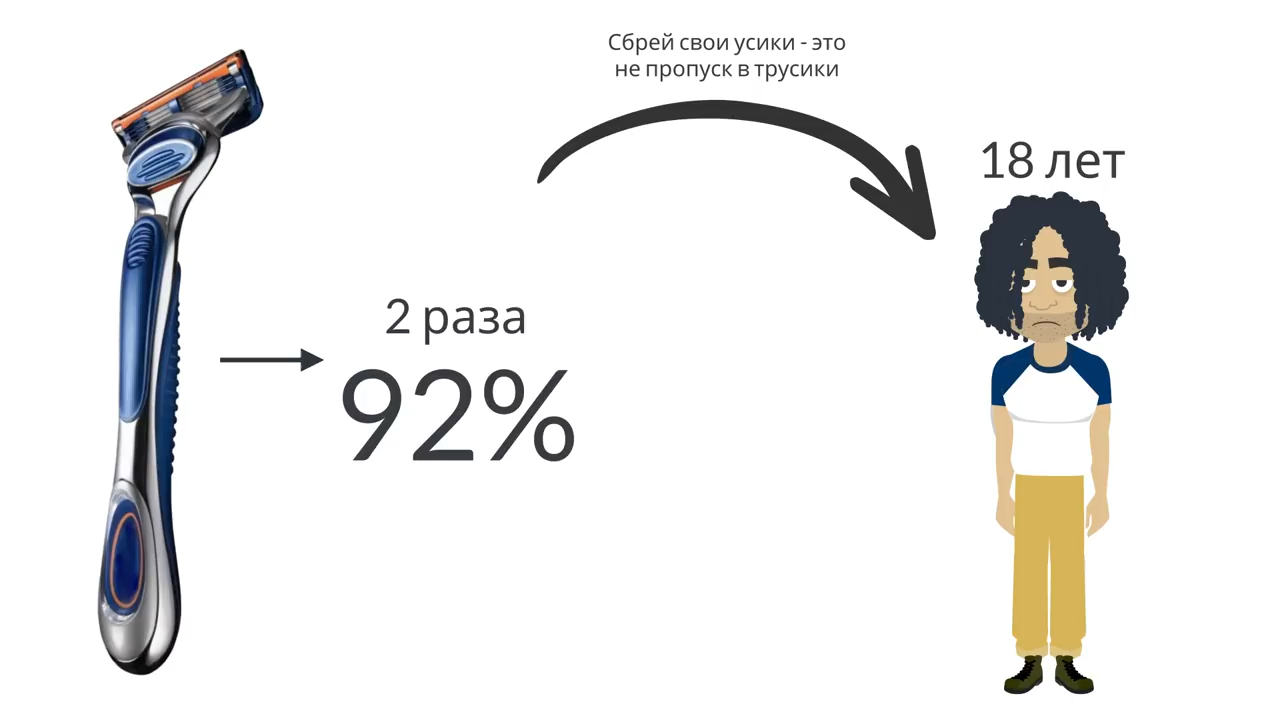 Сбрей свои усики - это
не пропуск в трусики
18 лет
2 раза
92%